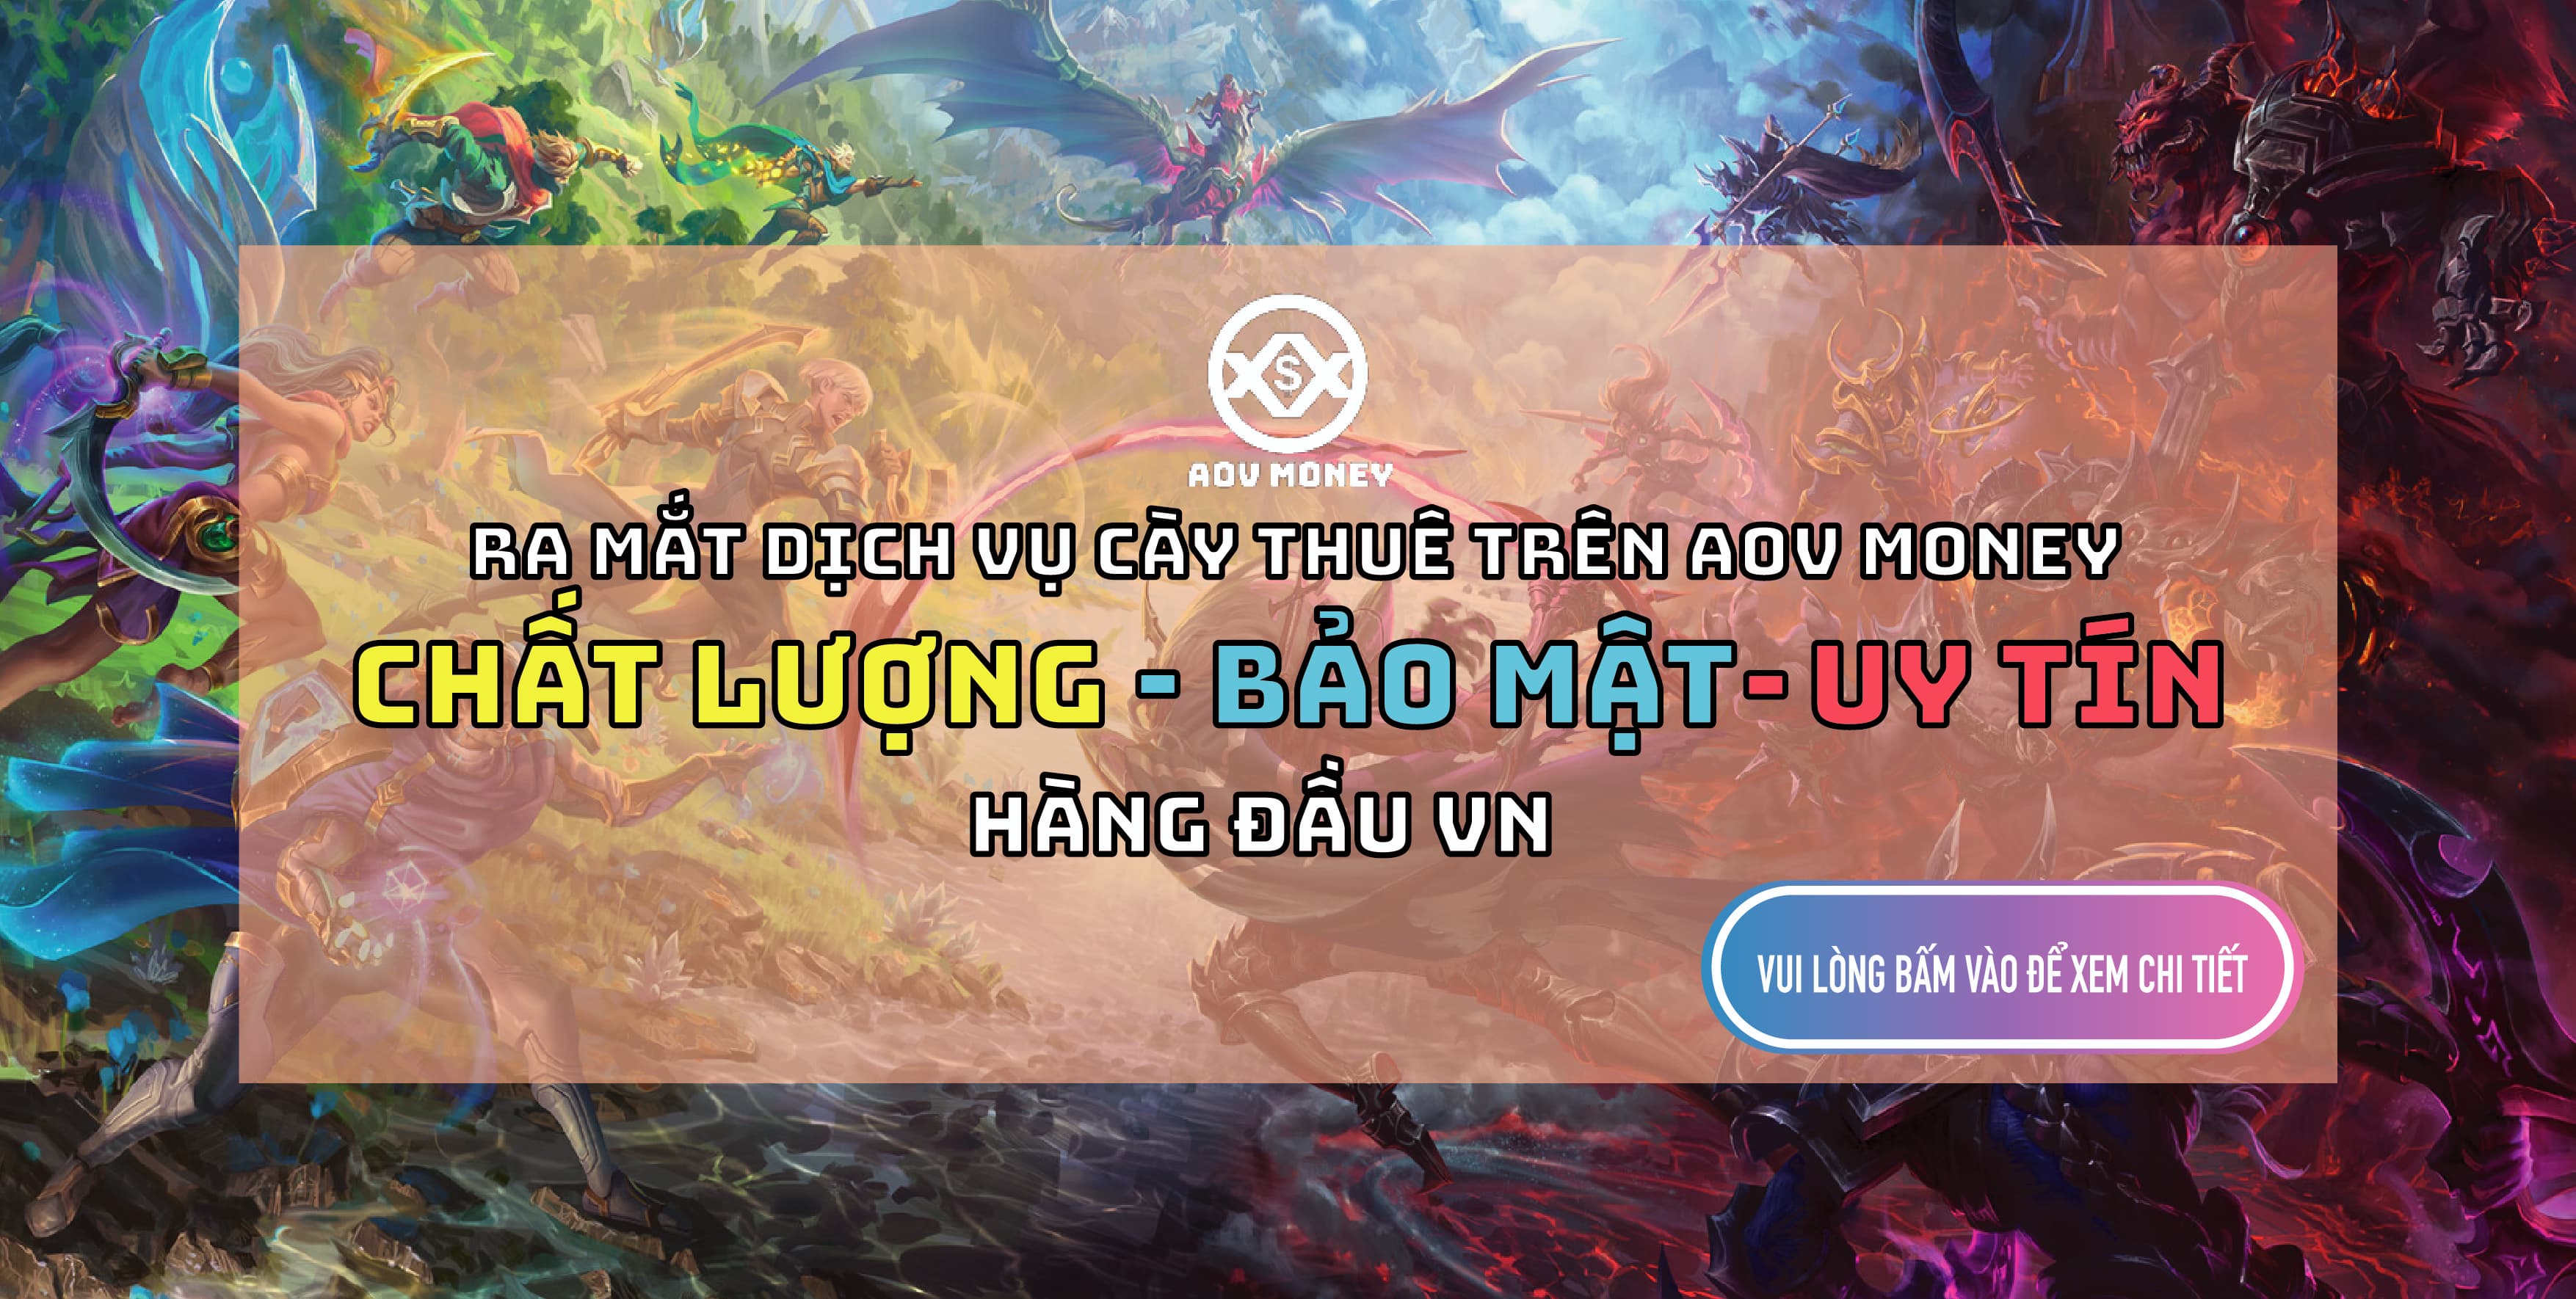 $
AOV MONEY
RA MẮT DỊCH VỤ CÀY THUÊ TRÊN AOV MONEY
CHẤT LƯỢNG - BẢO MẬT- UY TÍN
HÀNG ĐẦU VN
VUI LÒNG BẤM VÀO ĐỂ XEM CHI TIẾT